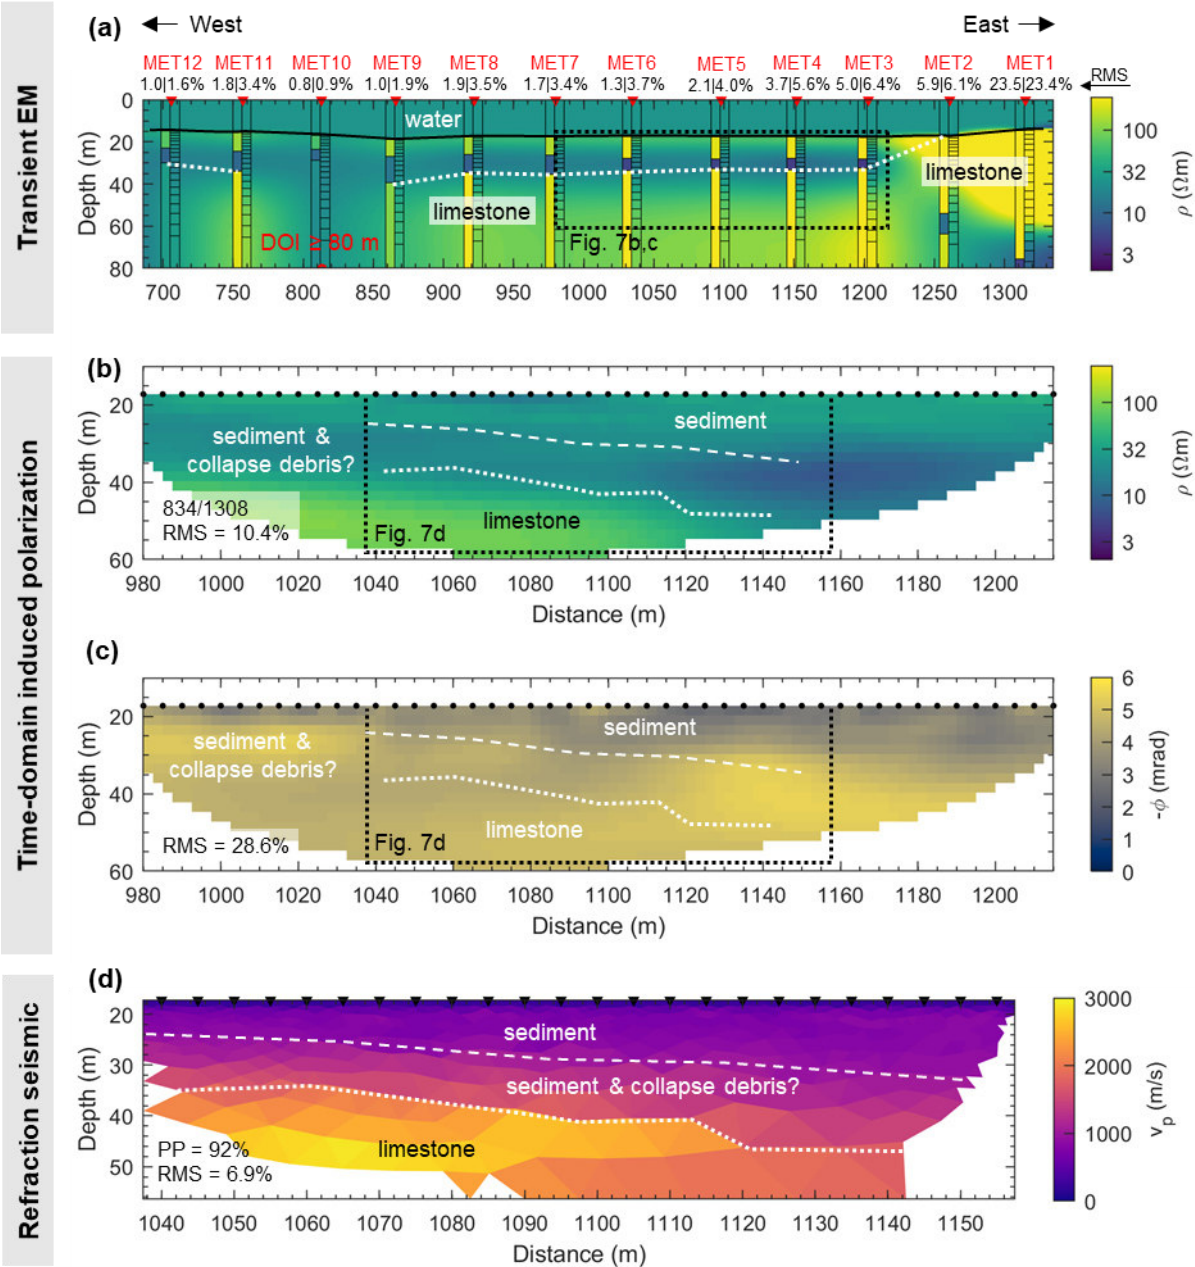 Transient EM
Time-domain induced polarization
Refraction seismic
(a)
West
East
MET12 MET11 MET10 MET9 MET8 MET7 MET6 MET5 MET4 MET3 MET2 MET1
1.0|1.6% 1.8|3.4% 0.8|0.9% 1.0|1.9% 1.9|3.5% 1.7|3.4% 1.3|3.7% 2.1|4.0% 3.7|5.6% 5.0|6.4% 5.9|6.1% 23.5|23.4%
RMS
water
limestone
limestone
DOI ≥ 80 m
Fig. 7b,c
Depth (m)
0
20
40
60
80
700 750 800 850 900 950 1000 1050 1100 1150 1200 1250 1300
100
32
10
3
ρ (Ωm)
(b)
sediment
sediment &
collapse debris?
limestone
834/1308
RMS = 10.4%
Fig. 7d
Depth (m)
20
40
60
980 1000 1020 1040 1060 1080 1100 1120 1140 1160 1180 1200
Distance (m)
100
32
10
3
ρ (Ωm)
(c)
sediment
sediment &
collapse debris?
limestone
RMS = 28.6%
Fig. 7d
Depth (m)
20
40
60
980 1000 1020 1040 1060 1080 1100 1120 1140 1160 1180 1200
Distance (m)
6
5
4
3
2
1
0
-ϕ (mrad)
(d)
sediment
sediment & collapse debris?
limestone
PP = 92%
RMS = 6.9%
Depth (m)
20
30
40
50
1040 1050 1060 1070 1080 1090 1100 1110 1120 1130 1140 1150
Distance (m)
3000
2000
1000
0
vp (m/s)